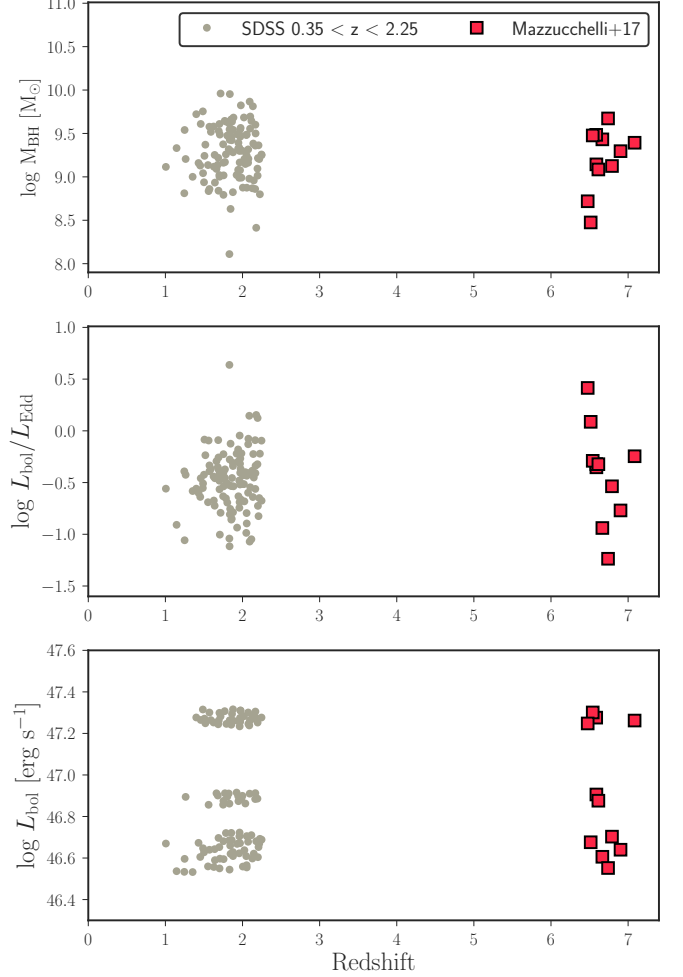 11.0
SDSS 0.35 < z < 2.25 Mazzucchelli+17
10.5
10.0
9.5
9.0
8.5
8.0
log M_BH [M_⊙]
0 1 2 3 4 5 6 7
1.0
0.5
0.0
−0.5
−1.0
−1.5
log L_bol/L_Edd
0 1 2 3 4 5 6 7
47.6
47.4
47.2
47.0
46.8
46.6
46.4
log L_bol [erg s⁻¹]
0 1 2 3 4 5 6 7
Redshift